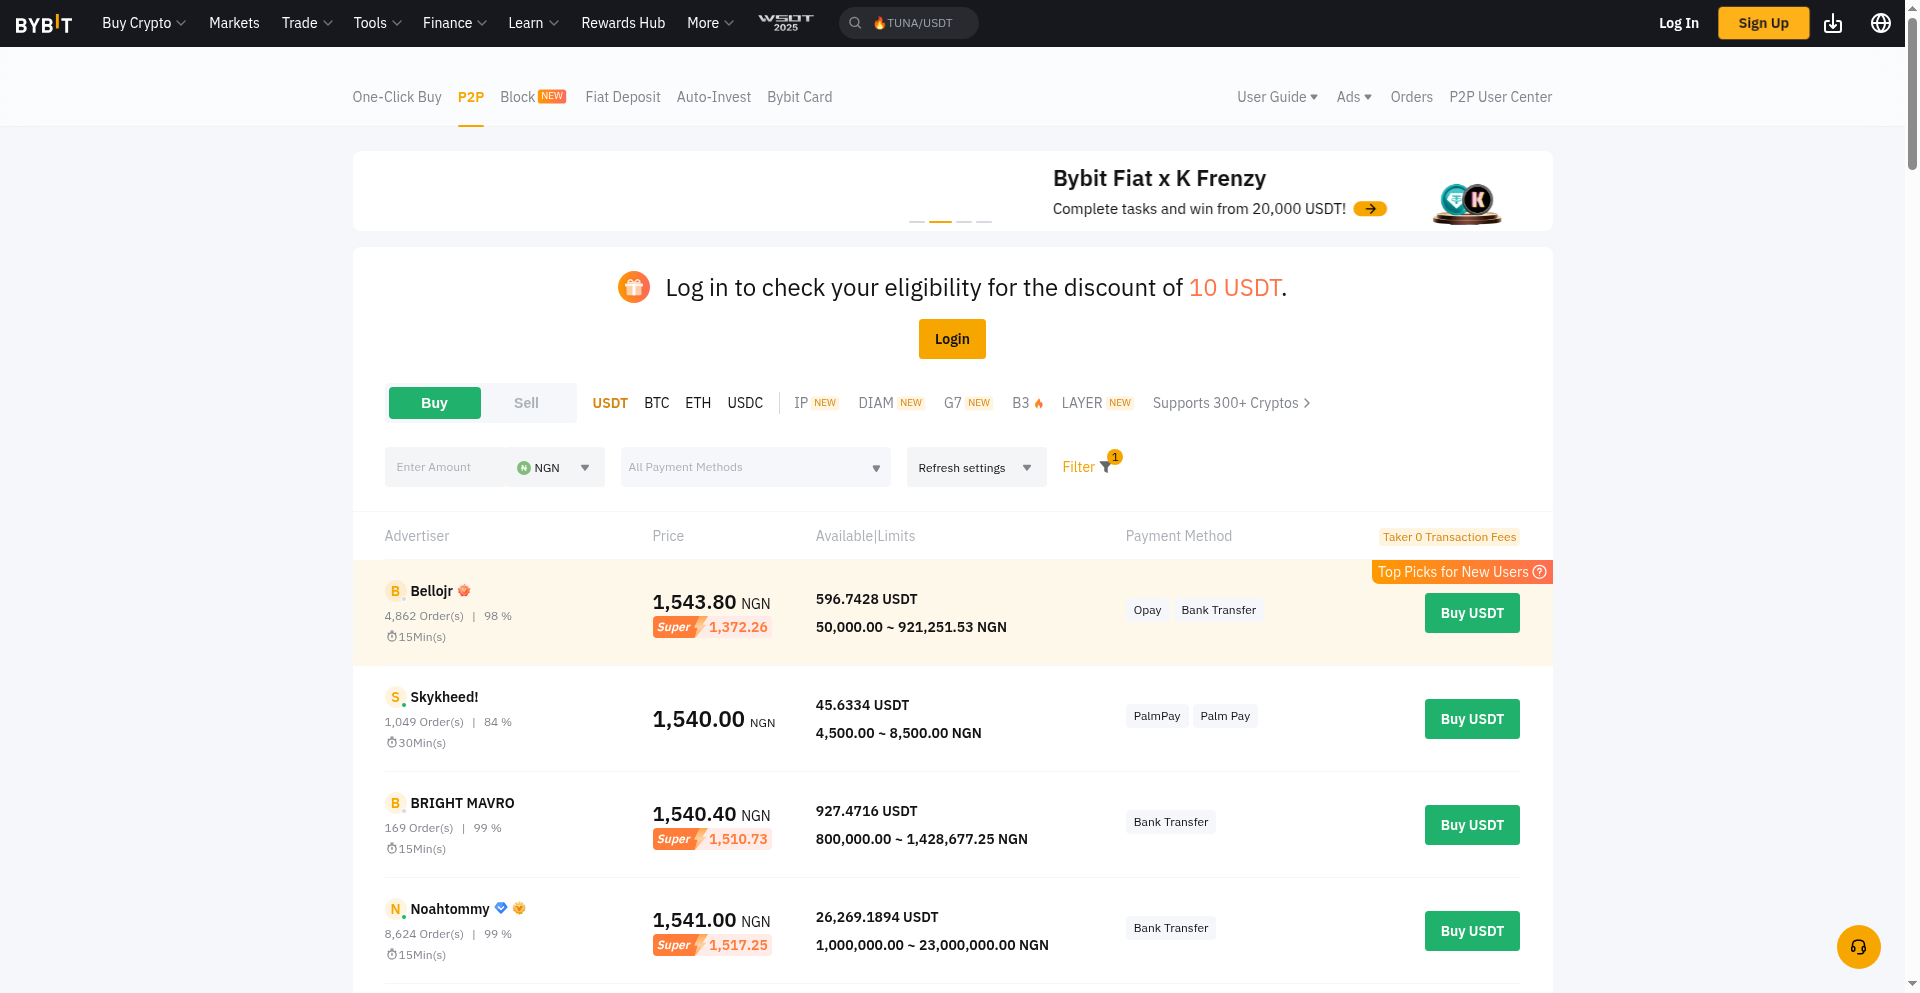 BYBIT Buy Crypto Markets Trade Tools Finance Learn Rewards Hub More WSOT 2025 TUNA/USDT Log In Sign Up
One-Click Buy P2P Block NEW Fiat Deposit Auto-Invest Bybit Card User Guide Ads Orders P2P User Center
Bybit Fiat x K Frenzy
Complete tasks and win from 20,000 USDT!
Log in to check your eligibility for the discount of 10 USDT.
Login
Buy Sell USDT BTC ETH USDC IP NEW DIAM NEW G7 NEW B3 LAYER NEW Supports 300+ Cryptos
Enter Amount NGN All Payment Methods Refresh settings Filter 1
Advertiser Price Available|Limits Payment Method Taker 0 Transaction Fees
Top Picks for New Users
B Bellojr
4,862 Order(s) | 98 %
15Min(s)
1,543.80 NGN
Super 1,372.26
596.7428 USDT
50,000.00 ~ 921,251.53 NGN
Opay Bank Transfer
Buy USDT
S Skykheed!
1,049 Order(s) | 84 %
30Min(s)
1,540.00 NGN
45.6334 USDT
4,500.00 ~ 8,500.00 NGN
PalmPay Palm Pay
Buy USDT
B BRIGHT MAVRO
169 Order(s) | 99 %
15Min(s)
1,540.40 NGN
Super 1,510.73
927.4716 USDT
800,000.00 ~ 1,428,677.25 NGN
Bank Transfer
Buy USDT
N Noahtommy
8,624 Order(s) | 99 %
15Min(s)
1,541.00 NGN
Super 1,517.25
26,269.1894 USDT
1,000,000.00 ~ 23,000,000.00 NGN
Bank Transfer
Buy USDT